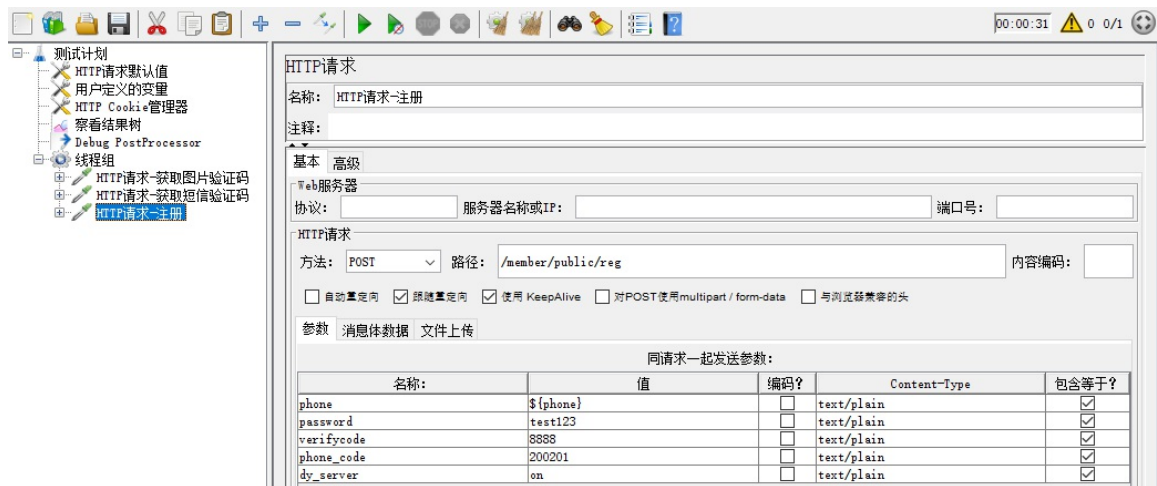 STOP
00:00:31 0 0/1
测试计划
HTTP请求默认值
用户定义的变量
HTTP Cookie管理器
察看结果树
Debug PostProcessor
线程组
HTTP请求-获取图片验证码
HTTP请求-获取短信验证码
HTTP请求-注册
HTTP请求
名称: HTTP请求-注册
注释:
基本 高级
Web服务器
协议: 服务器名称或IP: 端口号:
HTTP请求
方法: POST 路径: /member/public/reg 内容编码:
自动重定向 跟随重定向 使用 KeepAlive 对POST使用multipart / form-data 与浏览器兼容的头
参数 消息体数据 文件上传
同请求一起发送参数:
名称: 值 编码? Content-Type 包含等于?
phone ${phone} text/plain
password test123 text/plain
verifycode 8888 text/plain
phone_code 200201 text/plain
dy_server on text/plain